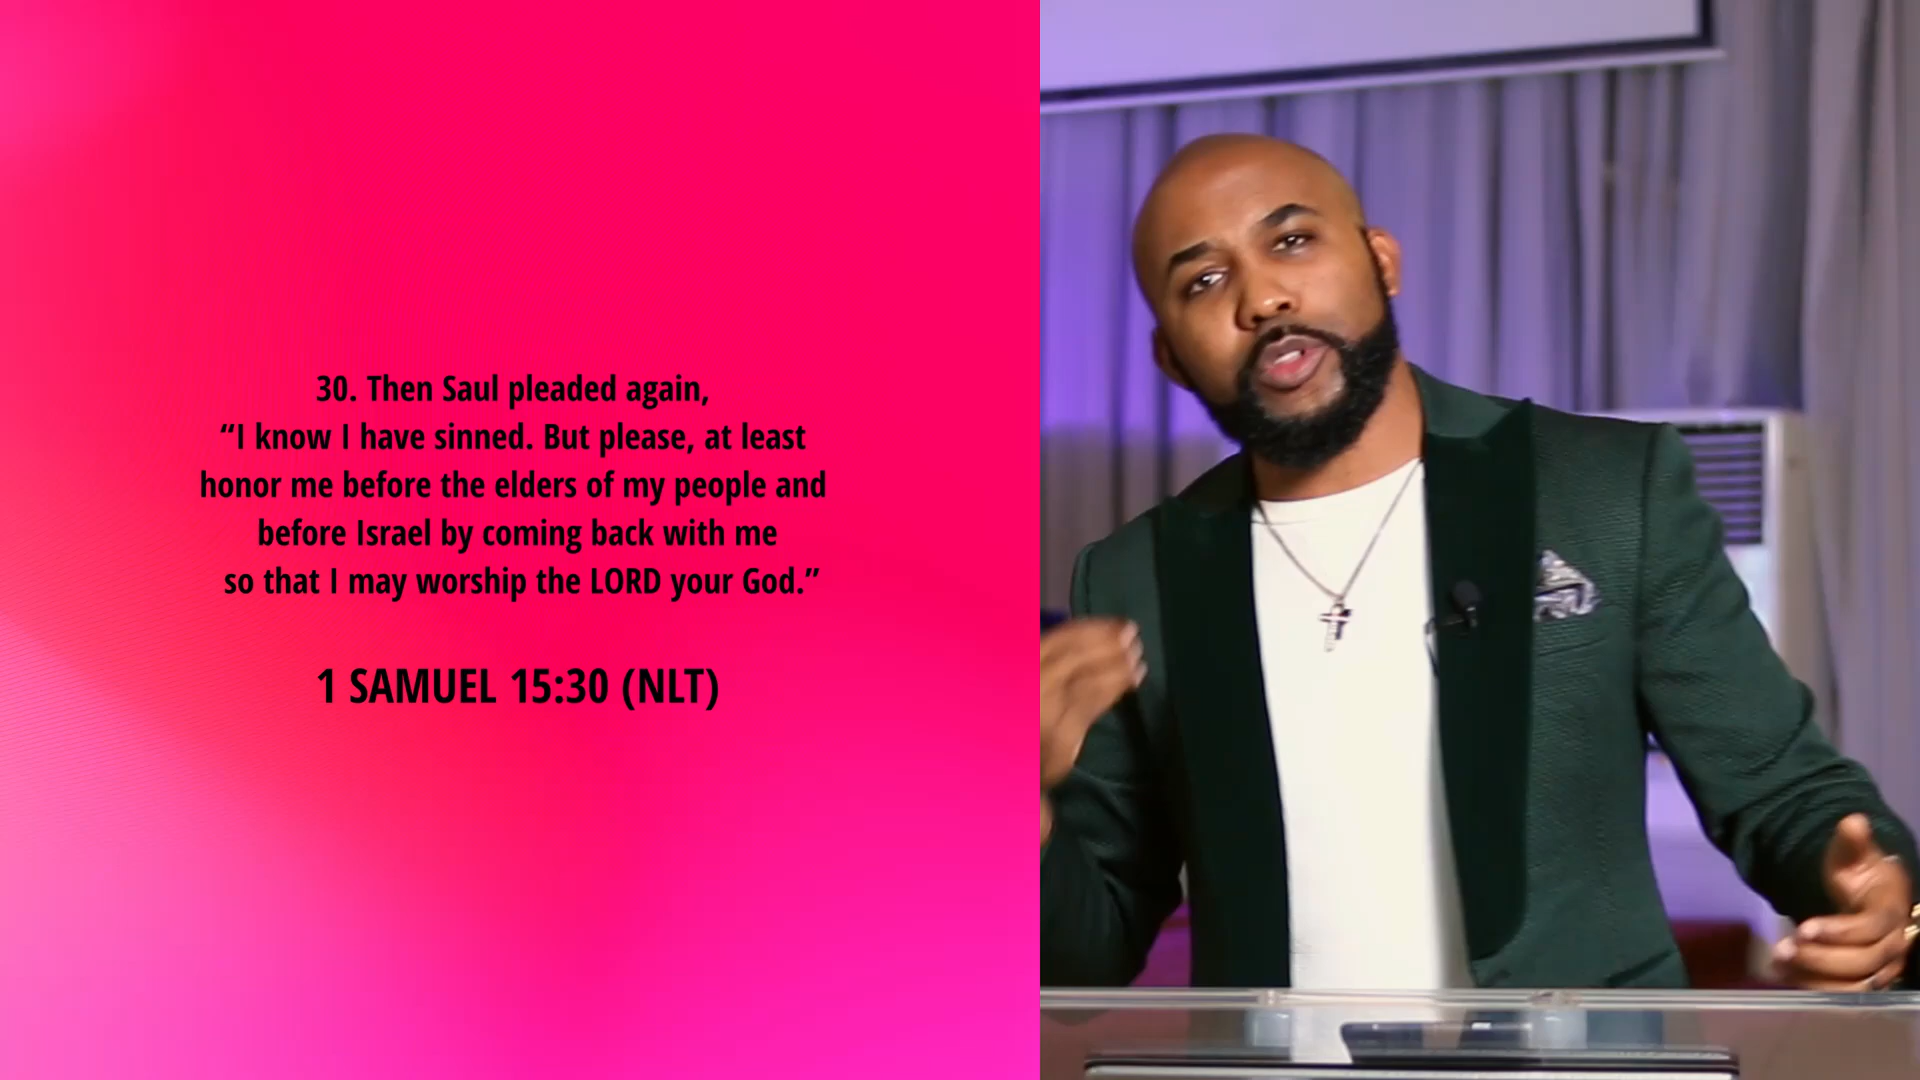 30. Then Saul pleaded again,
“I know I have sinned. But please, at least
honor me before the elders of my people and
before Israel by coming back with me
so that I may worship the LORD your God.”
1 SAMUEL 15:30 (NLT)